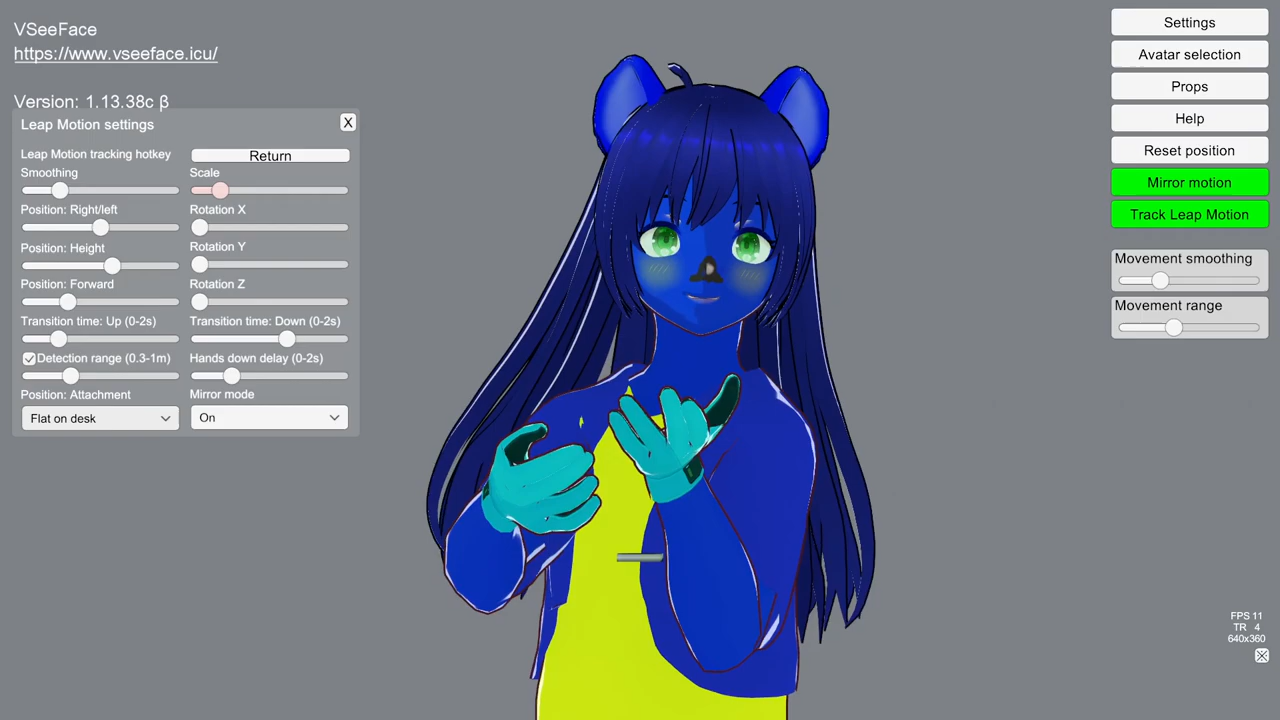 VSeeFace
https://www.vseeface.icu/
Version: 1.13.38c β
Leap Motion settings
X
Leap Motion tracking hotkey
Return
Smoothing
Scale
Position: Right/left
Rotation X
Position: Height
Rotation Y
Position: Forward
Rotation Z
Transition time: Up (0-2s)
Transition time: Down (0-2s)
Detection range (0.3-1m)
Hands down delay (0-2s)
Position: Attachment
Mirror mode
Flat on desk
On
Settings
Avatar selection
Props
Help
Reset position
Mirror motion
Track Leap Motion
Movement smoothing
Movement range
FPS 11
TR 4
640x360